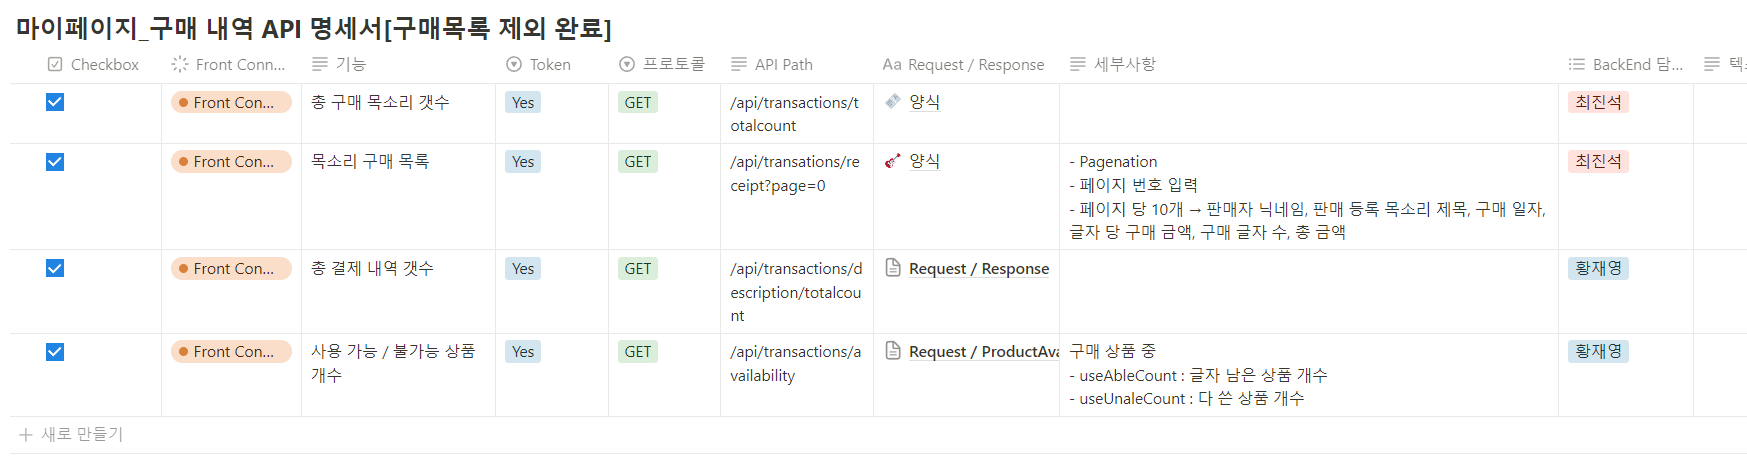 마이페이지_구매 내역 API 명세서[구매목록 제외 완료]
Checkbox Front Conn... 기능 Token 프로토콜 API Path Aa Request / Response 세부사항 BackEnd 담... 텍스
Front Con... 총 구매 목소리 갯수 Yes GET /api/transactions/t 양식 최진석
otalcount
Front Con... 목소리 구매 목록 Yes GET /api/transations/re 양식 - Pagenation 최진석
ceipt?page=0 - 페이지 번호 입력
- 페이지 당 10개 → 판매자 닉네임, 판매 등록 목소리 제목, 구매 일자,
글자 당 구매 금액, 구매 글자 수, 총 금액
Front Con... 총 결제 내역 갯수 Yes GET /api/transactions/d Request / Response 황재영
escription/totalcou
nt
Front Con... 사용 가능 / 불가능 상품 Yes GET /api/transactions/a Request / ProductAva 구매 상품 중 황재영
개수 vailability - useAbleCount : 글자 남은 상품 개수
- useUnaleCount : 다 쓴 상품 개수
+ 새로 만들기